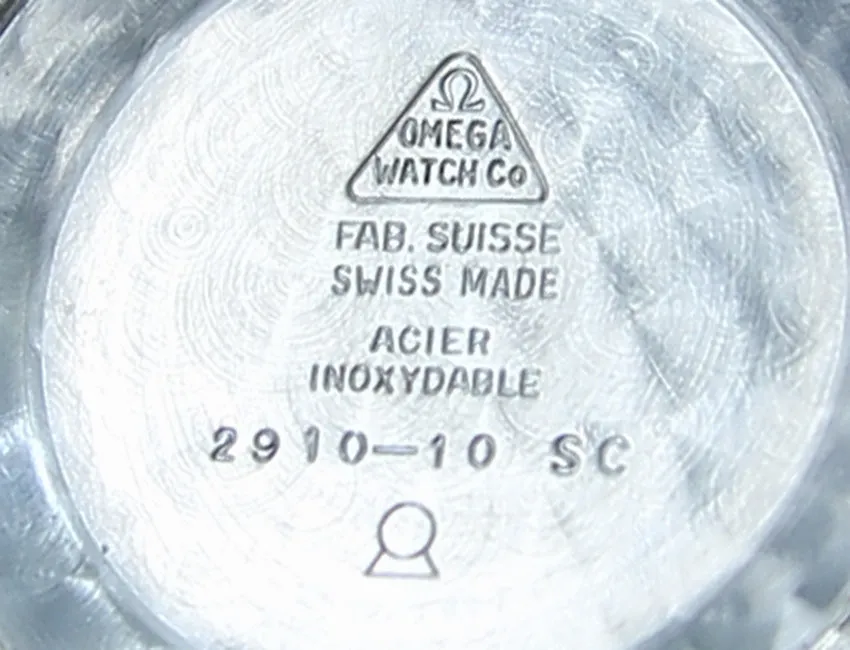 Ω
OMEGA
WATCH Co
FAB. SUISSE
SWISS MADE
ACIER
INOXYDABLE
2910-10 SC